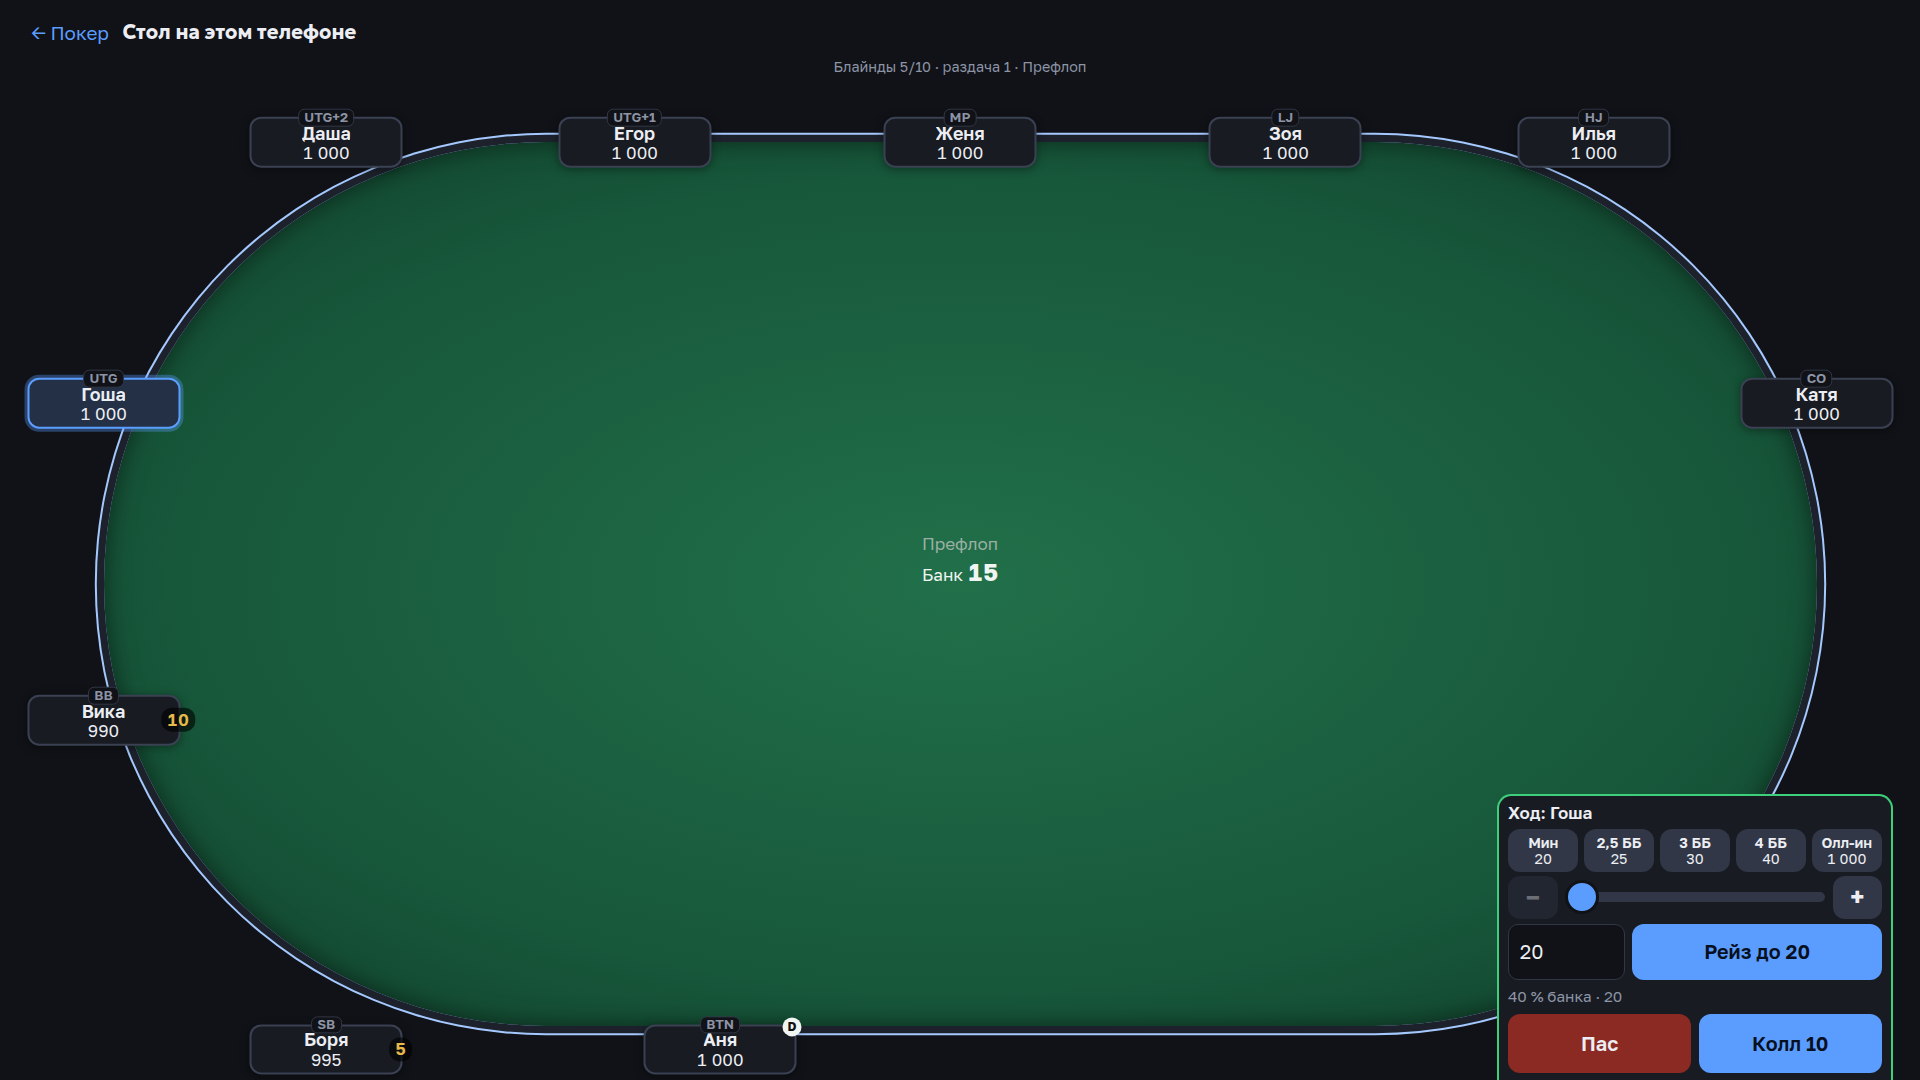 ← Покер Стол на этом телефоне
Блайнды 5/10 · раздача 1 · Префлоп
UTG+2
Даша
1 000
UTG+1
Егор
1 000
MP
Женя
1 000
LJ
Зоя
1 000
HJ
Илья
1 000
UTG
Гоша
1 000
CO
Катя
1 000
Префлоп
Банк 15
BB
Вика
990
10
SB
Боря
995
5
BTN
D
Аня
1 000
Ход: Гоша
Мин
20
2,5 ББ
25
3 ББ
30
4 ББ
40
Олл-ин
1 000
− +
20
Рейз до 20
40 % банка · 20
Пас
Колл 10